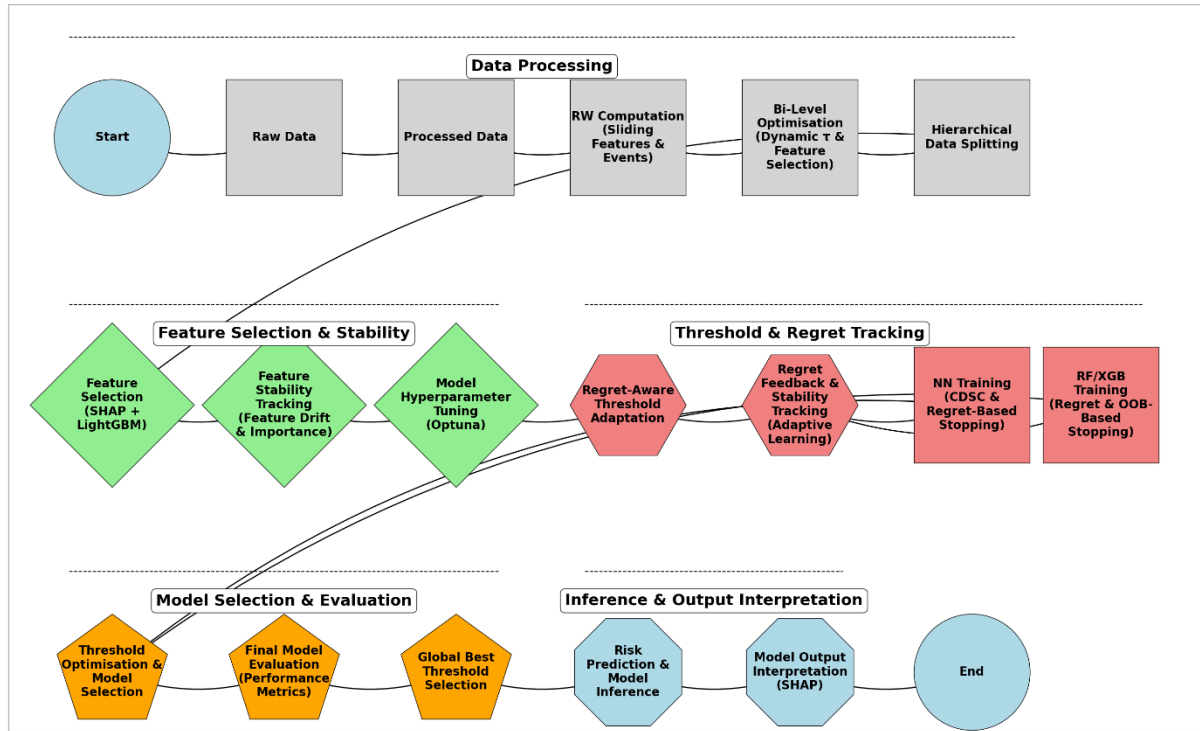 Data Processing
Start
Raw Data
Processed Data
RW Computation
(Sliding
Features &
Events)
Bi-Level
Optimisation
(Dynamic τ &
Feature
Selection)
Hierarchical
Data Splitting
Feature Selection & Stability
Threshold & Regret Tracking
Feature
Selection
(SHAP +
LightGBM)
Feature
Stability
Tracking
(Feature Drift
& Importance)
Model
Hyperparameter
Tuning
(Optuna)
Regret-Aware
Threshold
Adaptation
Regret
Feedback &
Stability
Tracking
(Adaptive
Learning)
NN Training
(CDSC &
Regret-Based
Stopping)
RF/XGB
Training
(Regret & OOB-
Based
Stopping)
Model Selection & Evaluation
Inference & Output Interpretation
Threshold
Optimisation &
Model
Selection
Final Model
Evaluation
(Performance
Metrics)
Global Best
Threshold
Selection
Risk
Prediction &
Model
Inference
Model Output
Interpretation
(SHAP)
End